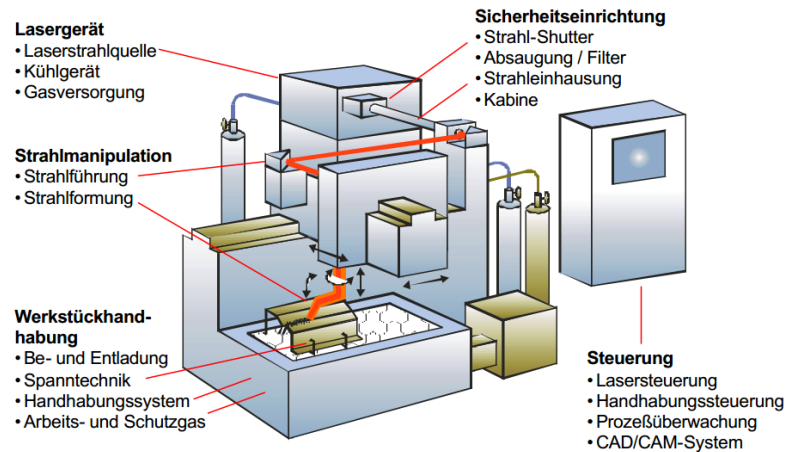 Lasergerät
• Laserstrahlquelle
• Kühlgerät
• Gasversorgung
Sicherheitseinrichtung
• Strahl-Shutter
• Absaugung / Filter
• Strahleinhausung
• Kabine
Strahlmanipulation
• Strahlführung
• Strahlformung
Werkstückhand-
habung
• Be- und Entladung
• Spanntechnik
• Handhabungssystem
• Arbeits- und Schutzgas
Steuerung
• Lasersteuerung
• Handhabungssteuerung
• Prozeßüberwachung
• CAD/CAM-System